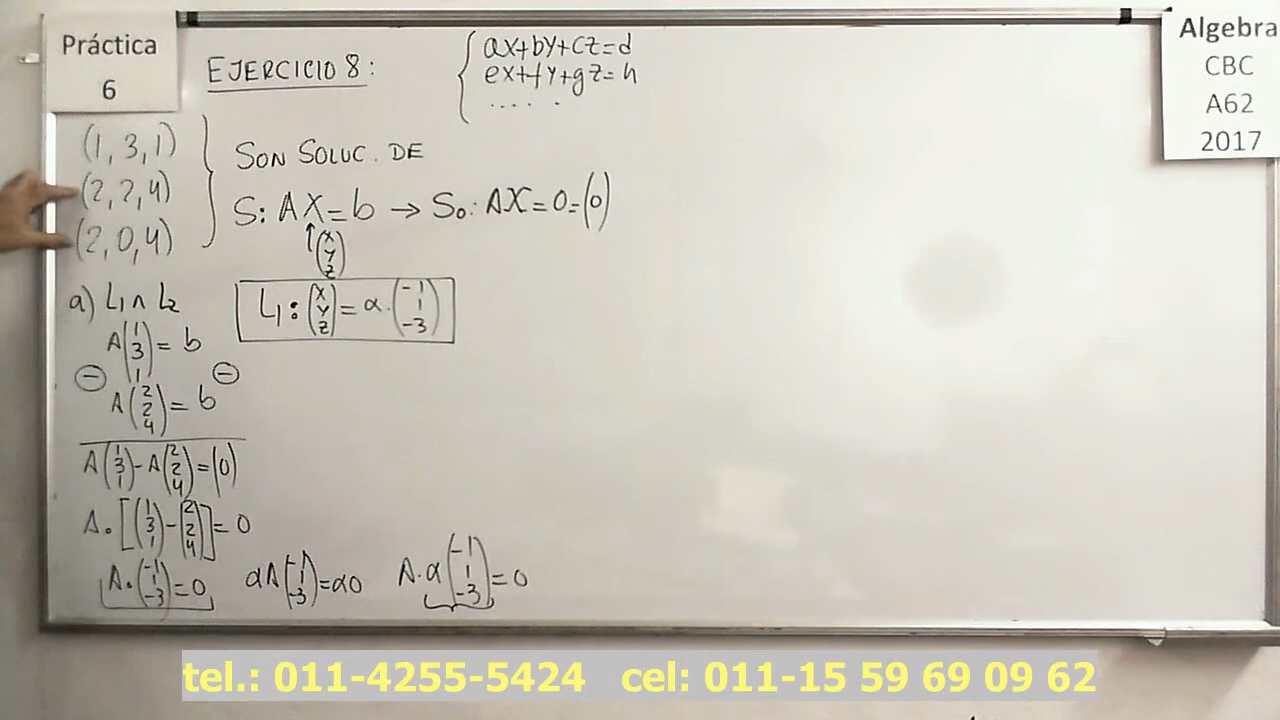 Práctica
6
EJERCICIO 8:
{ ax+by+cz=d
ex+fy+gz=h
.....
Algebra
CBC
A62
2017
(1, 3, 1)
(2, 2, 4)
(2, 0, 4)
} SON SOLUC. DE
S: AX=b → S₀: AX=0=(0)
↑(x y z)
a) L₁∩L₂
L₁: (x y z) = α·(-1 1 -3)
A(1 3 1) = b
⊖ ⊖
A(2 2 4) = b
A(1 3 1) - A(2 2 4) = (0)
A·[(1 3 1) - (2 2 4)] = 0
A·(-1 1 -3) = 0 αA(-1 1 -3) = α0 A·α(-1 1 -3) = 0
tel.: 011-4255-5424 cel: 011-15 59 69 09 62